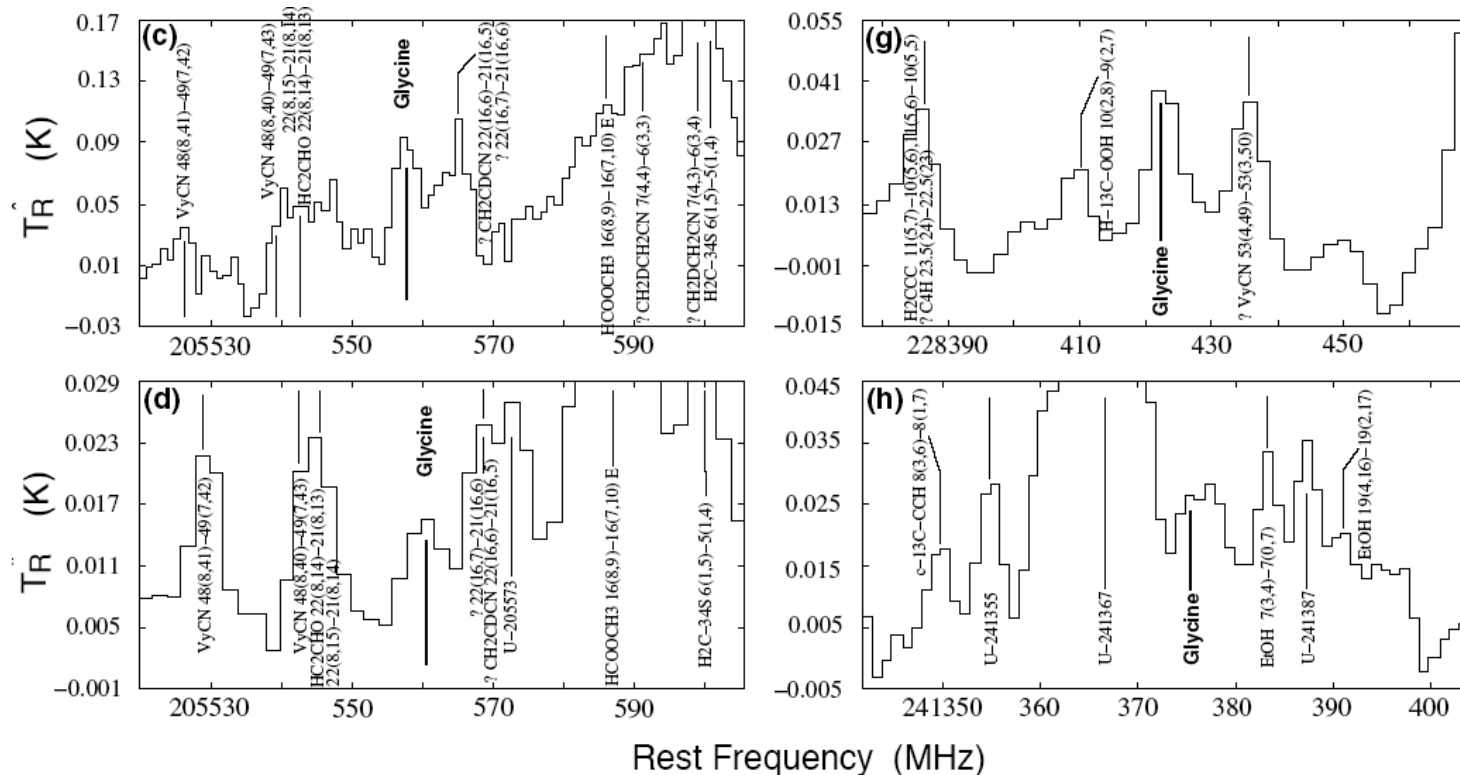 (c)
0.17
0.13
0.09
0.05
0.01
−0.03
VyCN 48(8,41)−49(7,42)
VyCN 48(8,40)−49(7,43)
22(8,15)−21(8,14)
HC2CHO 22(8,14)−21(8,13)
Glycine
? CH2CDCN 22(16,6)−21(16,5)
? 22(16,7)−21(16,6)
HCOOCH3 16(8,9)−16(7,10) E
? CH2DCH2CN 7(4,4)−6(3,3)
? CH2DCH2CN 7(4,3)−6(3,4)
H2C−34S 6(1,5)−5(1,4)
205530
550
570
590
(g)
0.055
0.041
0.027
0.013
−0.001
−0.015
H2CCC 11(5,7)−10(5,6),11(5,6)−10(5,5)
? C4H 23.5(24)−22.5(23)
H−13C−OOH 10(2,8)−9(2,7)
Glycine
? VyCN 53(4,49)−53(3,50)
228390
410
430
450
(d)
0.029
0.023
0.017
0.011
0.005
−0.001
VyCN 48(8,41)−49(7,42)
VyCN 48(8,40)−49(7,43)
HC2CHO 22(8,14)−21(8,13)
22(8,15)−21(8,14)
Glycine
? 22(16,7)−21(16,6)
? CH2CDCN 22(16,6)−21(16,5)
U−205573
HCOOCH3 16(8,9)−16(7,10) E
H2C−34S 6(1,5)−5(1,4)
205530
550
570
590
(h)
0.045
0.035
0.025
0.015
0.005
−0.005
c−13C−CCH 8(3,6)−8(1,7)
U−241355
U−241367
Glycine
EtOH 7(3,4)−7(0,7)
U−241387
EtOH 19(4,16)−19(2,17)
241350
360
370
380
390
400
T̂R (K)
T̈R (K)
Rest Frequency (MHz)